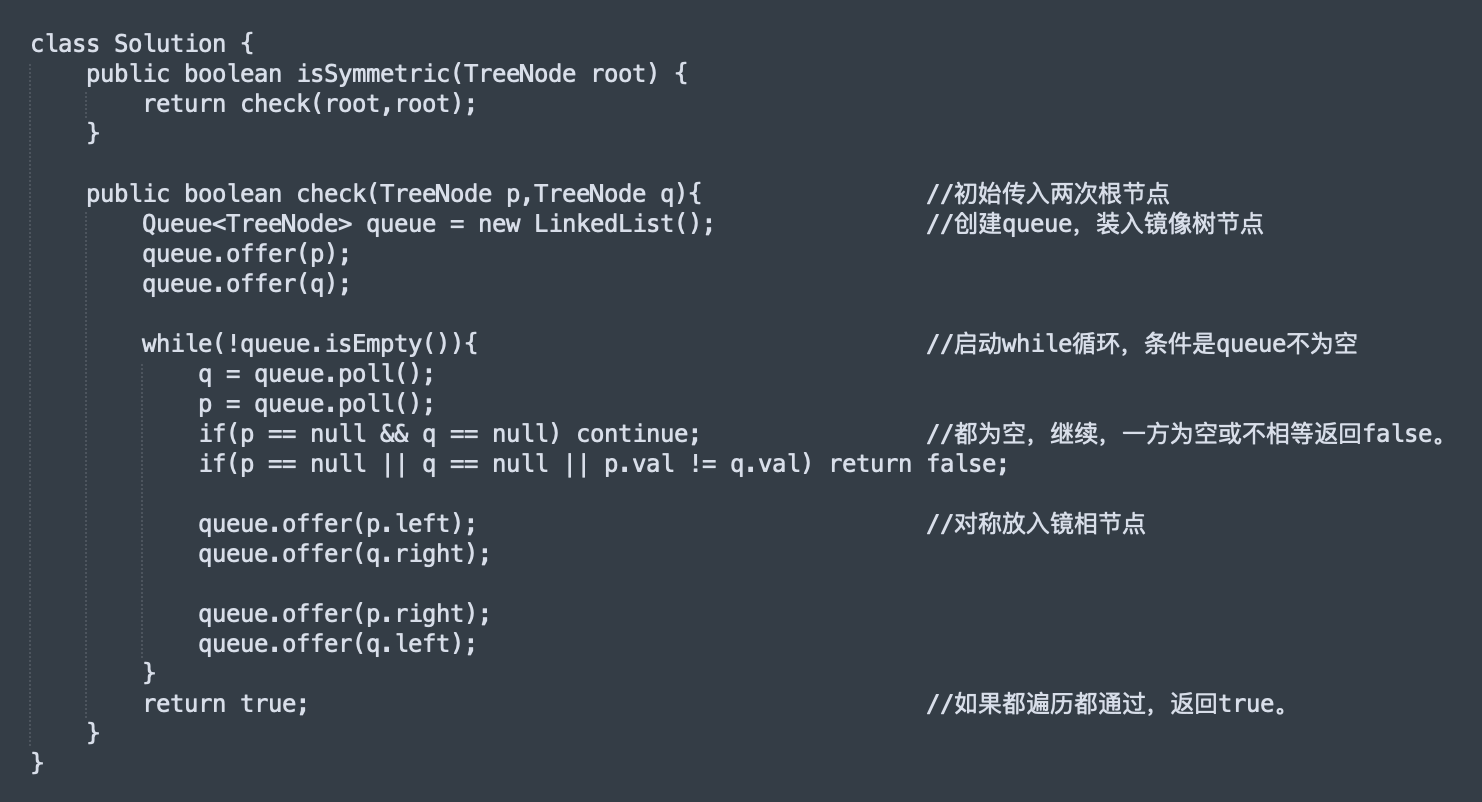 class Solution {
    public boolean isSymmetric(TreeNode root) {
        return check(root,root);
    }

    public boolean check(TreeNode p,TreeNode q){                //初始传入两次根节点
        Queue<TreeNode> queue = new LinkedList();               //创建queue，装入镜像树节点
        queue.offer(p);
        queue.offer(q);

        while(!queue.isEmpty()){                                //启动while循环，条件是queue不为空
            q = queue.poll();
            p = queue.poll();
            if(p == null && q == null) continue;                //都为空，继续，一方为空或不相等返回false。
            if(p == null || q == null || p.val != q.val) return false;

            queue.offer(p.left);                                //对称放入镜相节点
            queue.offer(q.right);

            queue.offer(p.right);
            queue.offer(q.left);
        }
        return true;                                            //如果都遍历都通过，返回true。
    }
}